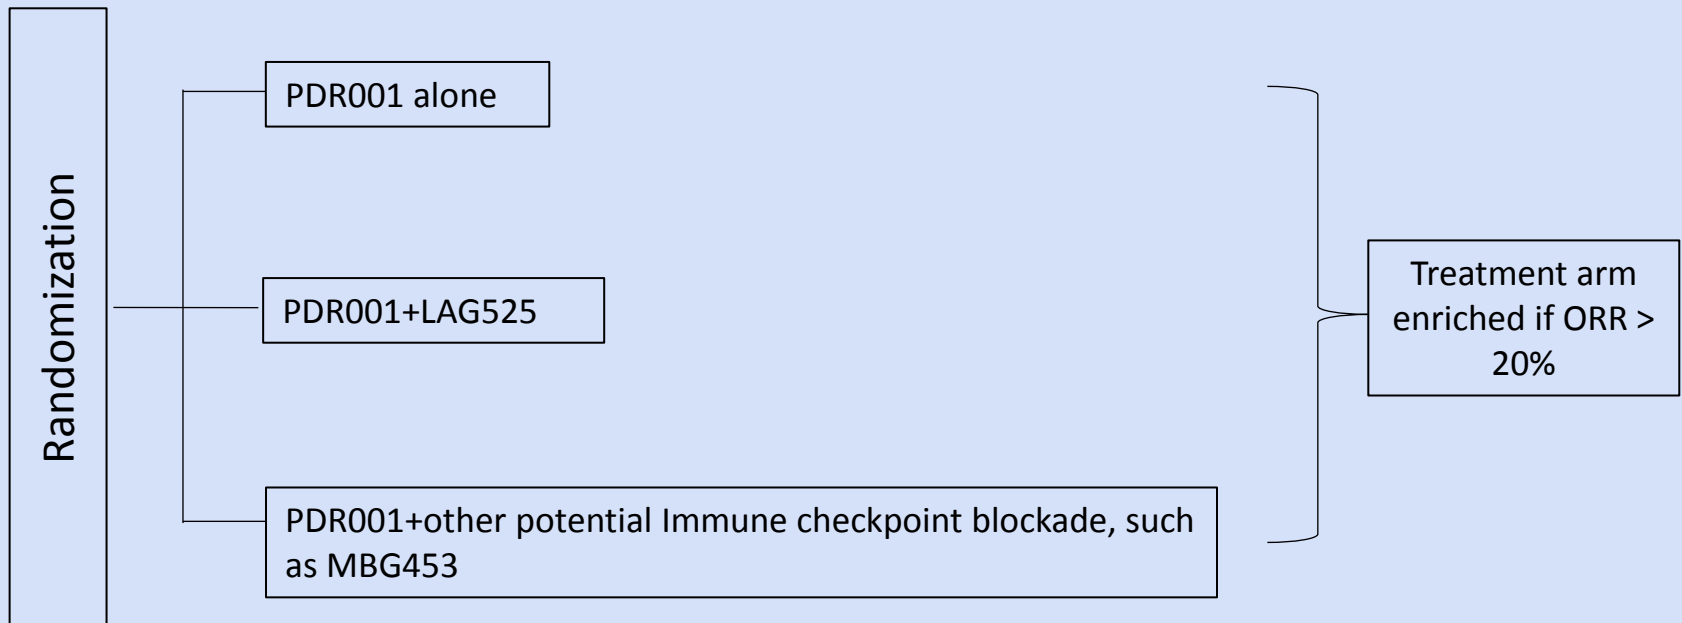 Randomization
PDR001 alone
PDR001+LAG525
PDR001+other potential Immune checkpoint blockade, such
as MBG453
Treatment arm
enriched if ORR >
20%